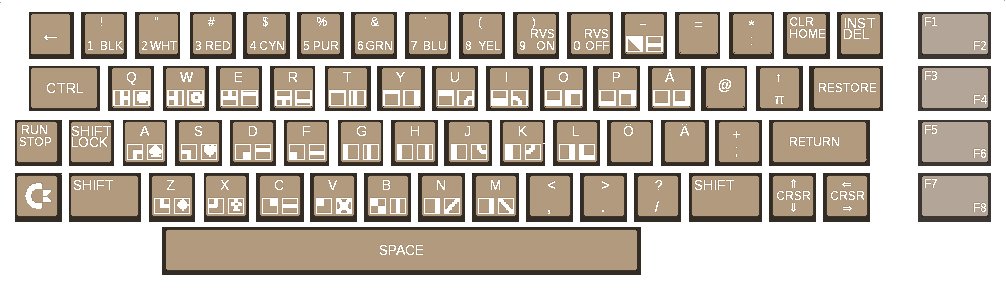 ← ! 1 BLK " 2 WHT # 3 RED $ 4 CYN % 5 PUR & 6 GRN ´ 7 BLU ( 8 YEL ) 9 RVS ON 0 RVS OFF − = * : CLR HOME INST DEL F1 F2
CTRL Q W E R T Y U I O P Å @ ↑ π RESTORE F3 F4
RUN STOP SHIFT LOCK A S D F G H J K L Ö Ä + ; RETURN F5 F6
C SHIFT Z X C V B N M < , > . ? / SHIFT ⇑ CRSR ⇓ ⇐ CRSR ⇒ F7 F8
SPACE